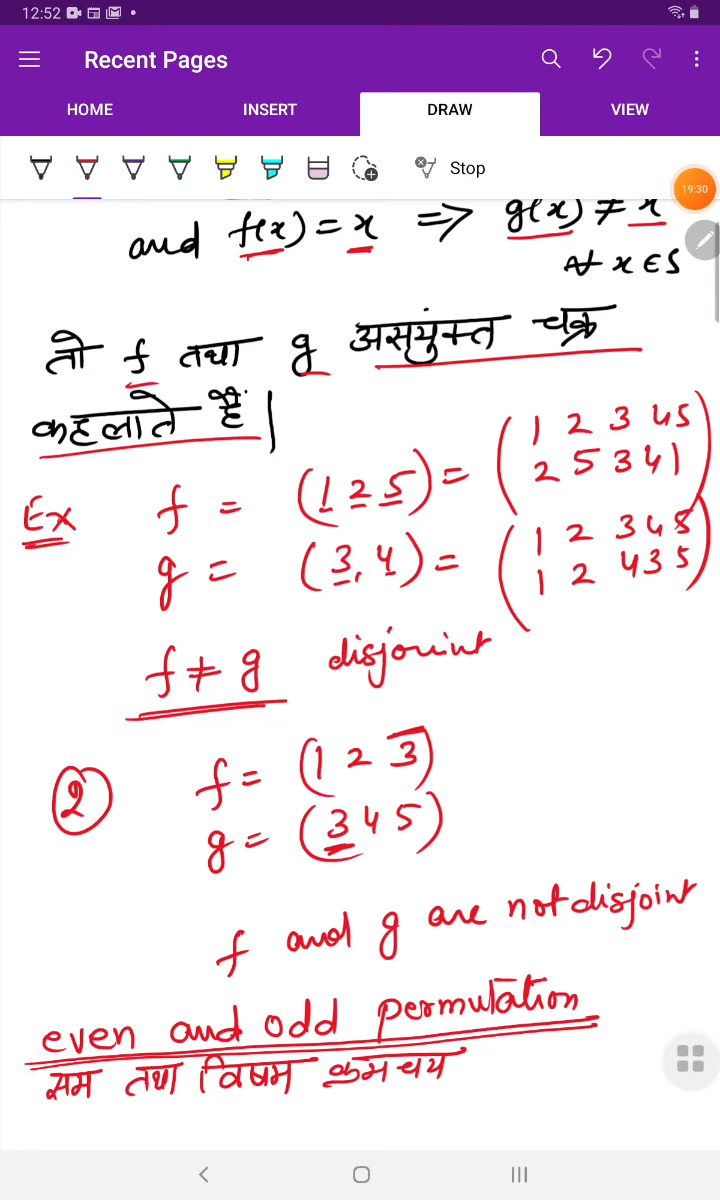 12:52
Recent Pages
HOME INSERT DRAW VIEW
Stop
19:30
and f(x) = x ⇒ g(x) ≠ x
∀ x ∈ S
तो f तथा g असंयुक्त चक्र
कहलाते हैं|
Ex f = (1 2 5) = (1 2 3 4 5
2 5 3 4 1)
g = (3, 4) = (1 2 3 4 5
1 2 4 3 5)
f ≠ g disjoint
② f = (1 2 3)
g = (3 4 5)
f and g are not disjoint
even and odd permutation
सम तथा विषम क्रमचय